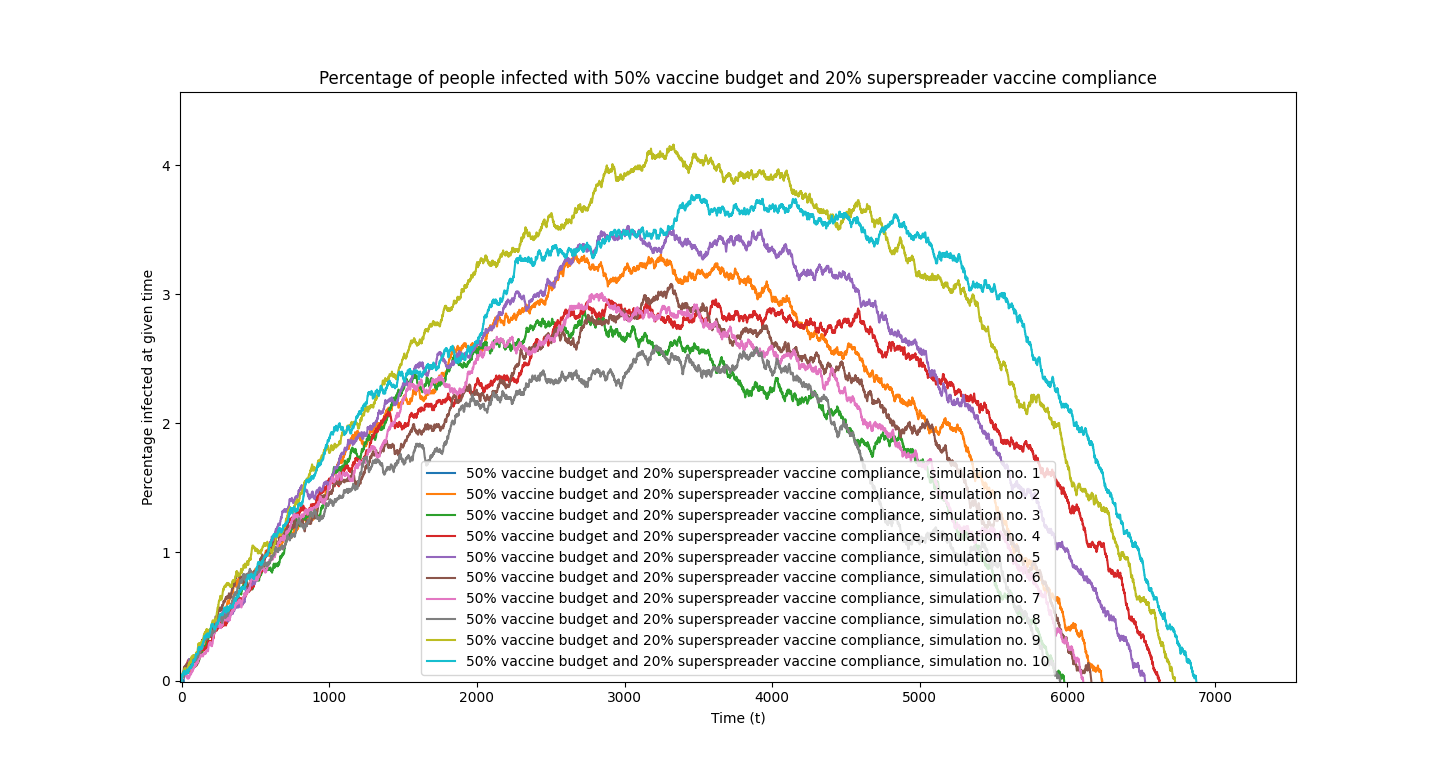 Percentage of people infected with 50% vaccine budget and 20% superspreader vaccine compliance
Percentage infected at given time
4
3
2
1
0
50% vaccine budget and 20% superspreader vaccine compliance, simulation no. 1
50% vaccine budget and 20% superspreader vaccine compliance, simulation no. 2
50% vaccine budget and 20% superspreader vaccine compliance, simulation no. 3
50% vaccine budget and 20% superspreader vaccine compliance, simulation no. 4
50% vaccine budget and 20% superspreader vaccine compliance, simulation no. 5
50% vaccine budget and 20% superspreader vaccine compliance, simulation no. 6
50% vaccine budget and 20% superspreader vaccine compliance, simulation no. 7
50% vaccine budget and 20% superspreader vaccine compliance, simulation no. 8
50% vaccine budget and 20% superspreader vaccine compliance, simulation no. 9
50% vaccine budget and 20% superspreader vaccine compliance, simulation no. 10
0 1000 2000 3000 4000 5000 6000 7000
Time (t)